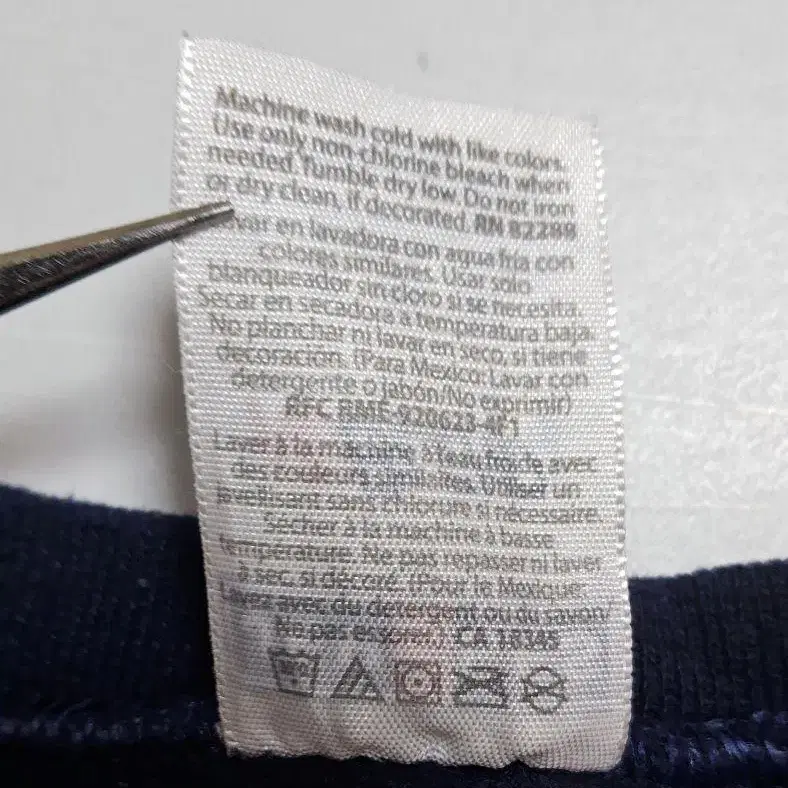 Machine wash cold with like colors.
Use only non-chlorine bleach when
needed. Tumble dry low. Do not iron
or dry clean, if decorated. RN 82288
var en lavadora con agua fria con
colores similares. Usar solo
blanqueador sin cloro si se necesita.
Secar en secadora a temperatura baja.
No planchar ni lavar en seco, si tiene
decoración. (Para Mexico: Lavar con
detergente o jabón/No exprimir)
RFC BME-920623-4F1
Laver à la machine à l'eau froide avec
des couleurs similaires. Utiliser un
javellisant sans chlorure si nécessaire.
Sécher à la machine à basse
température. Ne pas repasser ni laver
à sec, si décoré. (Pour le Mexique:
Lavez avec du détergent ou du savon/
Ne pas essorer.) CA 18345